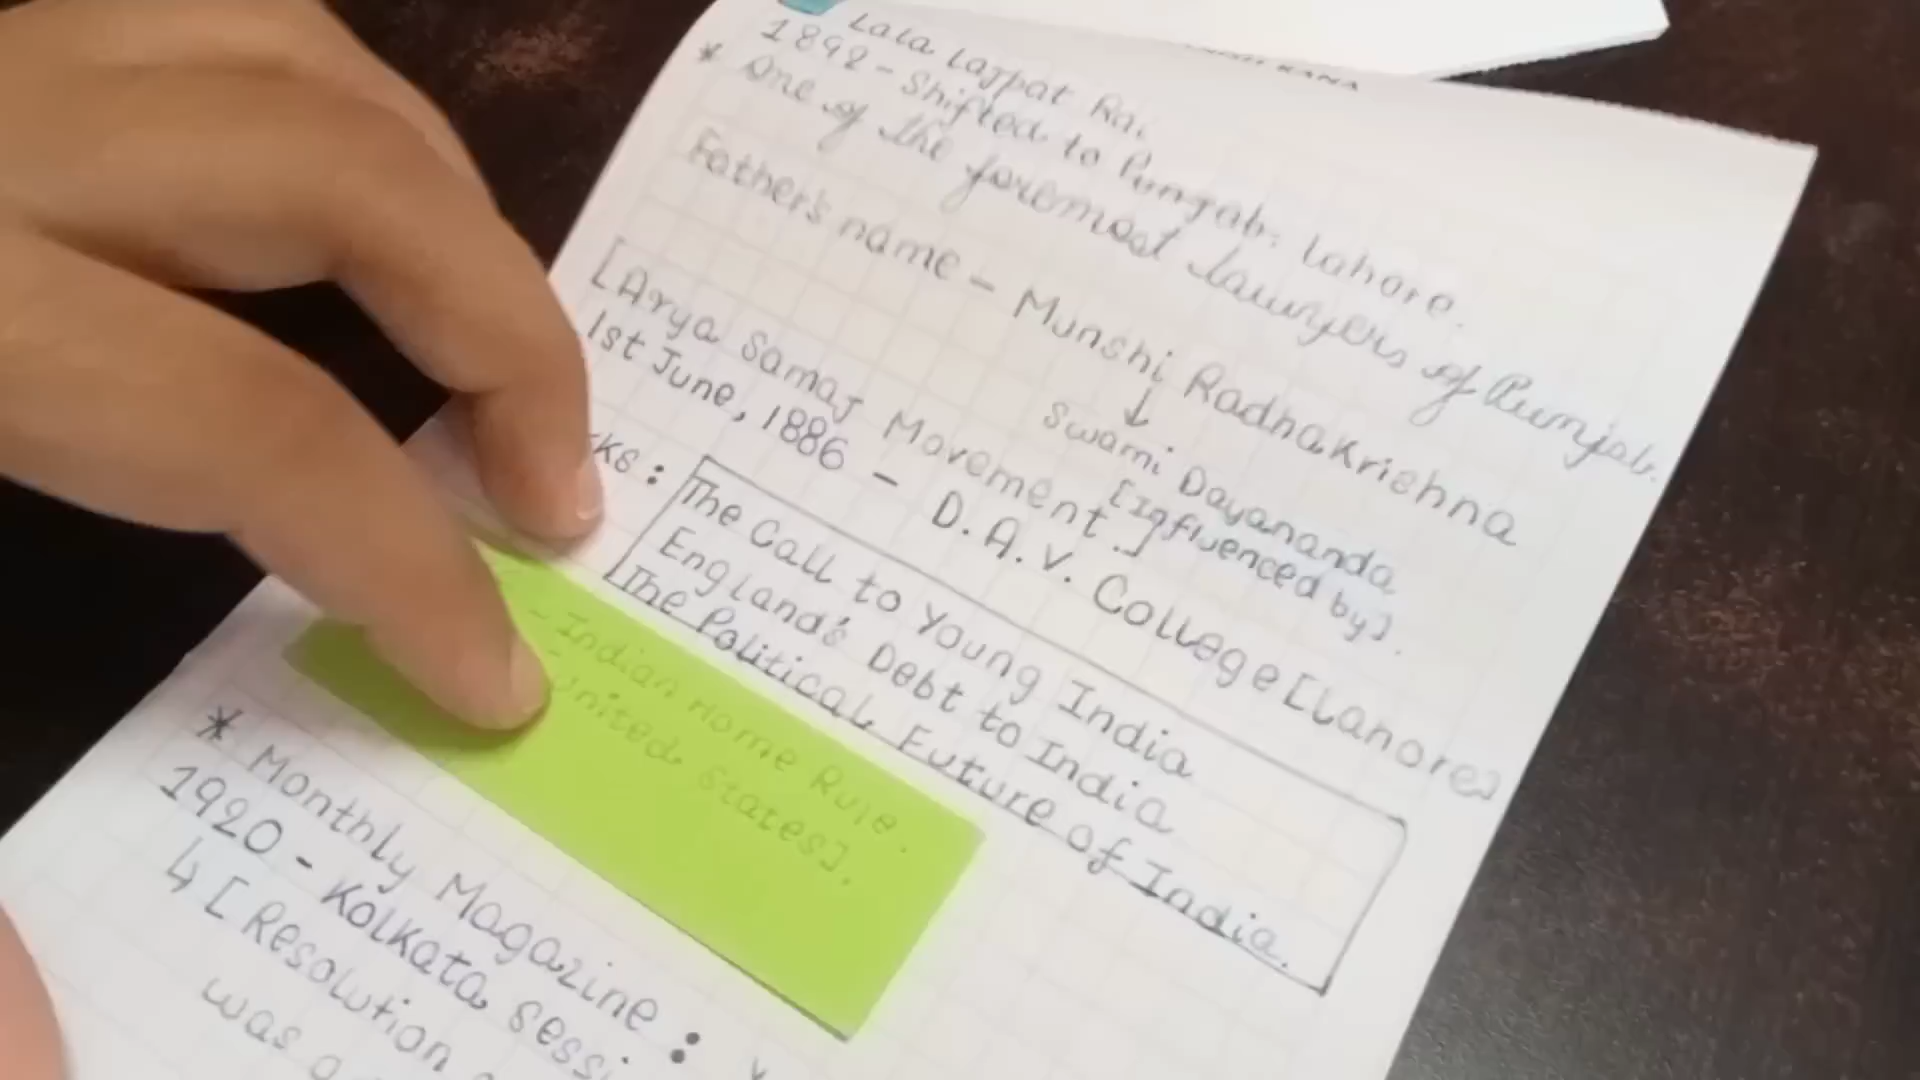 Lala Lajpat Rai
1892 - Shifted to Punjab: Lahore.
* One of the foremost lawyers of Punjab.
Father's name - Munshi Radhakrishna
↓
Swami Dayananda
[Influenced by].
[Arya Samaj Movement.]
1st June, 1886 - D.A.V. College [Lahore]
ks: The Call to Young India
England's Debt to India
The Political Future of India.
- Indian Home Rule.
United States].
* Monthly Magazine: Y
1920 - Kolkata sessi
↳ [Resolution
was